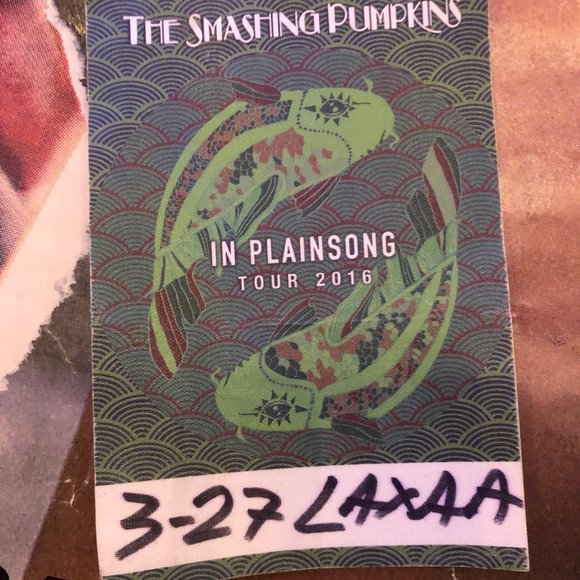 THE SMASHING PUMPKINS
IN PLAINSONG
TOUR 2016
3-27 LAXAA